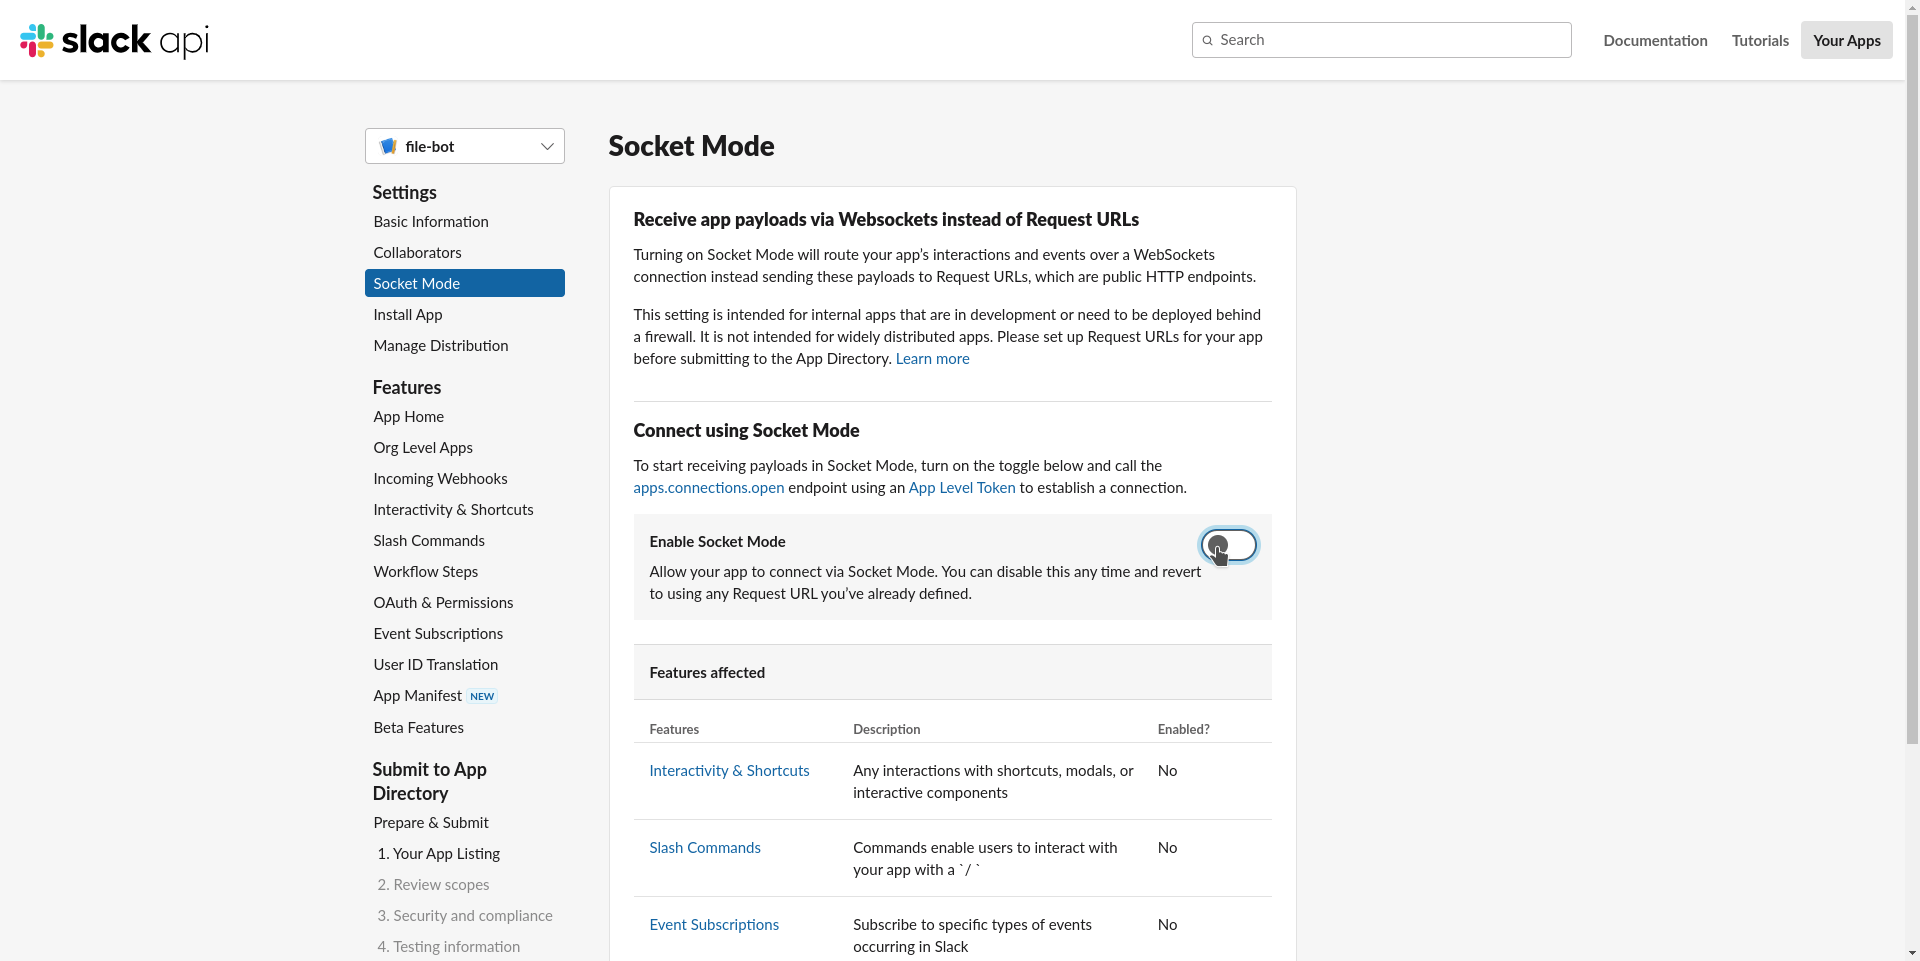 slack api
Search
Documentation
Tutorials
Your Apps
file-bot
Settings
Basic Information
Collaborators
Socket Mode
Install App
Manage Distribution
Features
App Home
Org Level Apps
Incoming Webhooks
Interactivity & Shortcuts
Slash Commands
Workflow Steps
OAuth & Permissions
Event Subscriptions
User ID Translation
App Manifest NEW
Beta Features
Submit to App
Directory
Prepare & Submit
1. Your App Listing
2. Review scopes
3. Security and compliance
4. Testing information
Socket Mode
Receive app payloads via Websockets instead of Request URLs
Turning on Socket Mode will route your app’s interactions and events over a WebSockets
connection instead sending these payloads to Request URLs, which are public HTTP endpoints.
This setting is intended for internal apps that are in development or need to be deployed behind
a firewall. It is not intended for widely distributed apps. Please set up Request URLs for your app
before submitting to the App Directory. Learn more
Connect using Socket Mode
To start receiving payloads in Socket Mode, turn on the toggle below and call the
apps.connections.open endpoint using an App Level Token to establish a connection.
Enable Socket Mode
Allow your app to connect via Socket Mode. You can disable this any time and revert
to using any Request URL you’ve already defined.
Features affected
Features Description Enabled?
Interactivity & Shortcuts Any interactions with shortcuts, modals, or No
interactive components
Slash Commands Commands enable users to interact with No
your app with a `/ `
Event Subscriptions Subscribe to specific types of events No
occurring in Slack